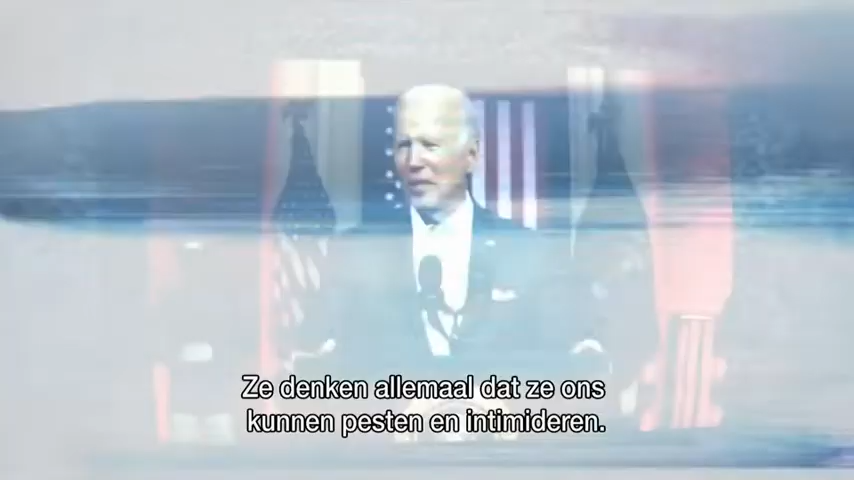 Ze denken allemaal dat ze ons
kunnen pesten en intimideren.